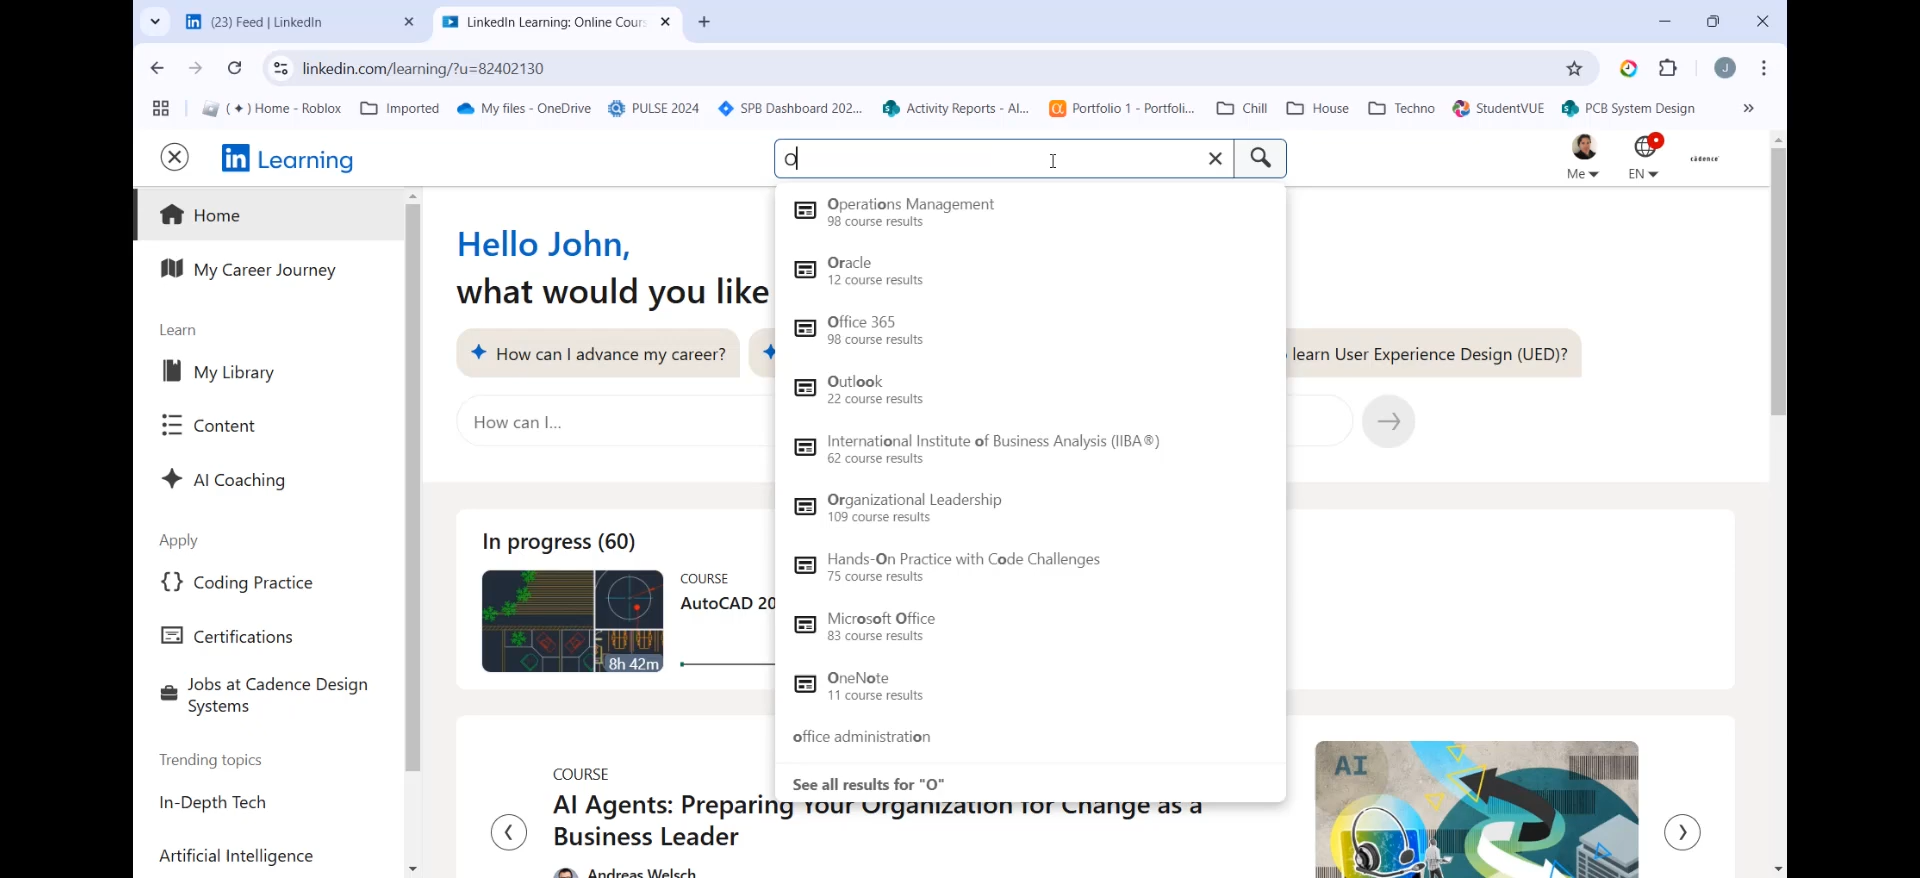 (23) Feed | LinkedIn
LinkedIn Learning: Online Cours
linkedin.com/learning/?u=82402130
J
(✦) Home - Roblox
Imported
My files - OneDrive
PULSE 2024
SPB Dashboard 202...
Activity Reports - Al...
Portfolio 1 - Portfoli...
Chill
House
Techno
StudentVUE
PCB System Design
»
in Learning
o
Me
EN
cādence
Home
My Career Journey
Learn
My Library
Content
AI Coaching
Apply
Coding Practice
Certifications
Jobs at Cadence Design
Systems
Trending topics
In-Depth Tech
Artificial Intelligence
Hello John,
what would you like
How can I advance my career?
learn User Experience Design (UED)?
How can I...
In progress (60)
8h 42m
COURSE
AutoCAD 20
COURSE
AI Agents: Preparing Your Organization for Change as a
Business Leader
Andreas Welsch
AI
Operations Management
98 course results
Oracle
12 course results
Office 365
98 course results
Outlook
22 course results
International Institute of Business Analysis (IIBA®)
62 course results
Organizational Leadership
109 course results
Hands-On Practice with Code Challenges
75 course results
Microsoft Office
83 course results
OneNote
11 course results
office administration
See all results for "O"